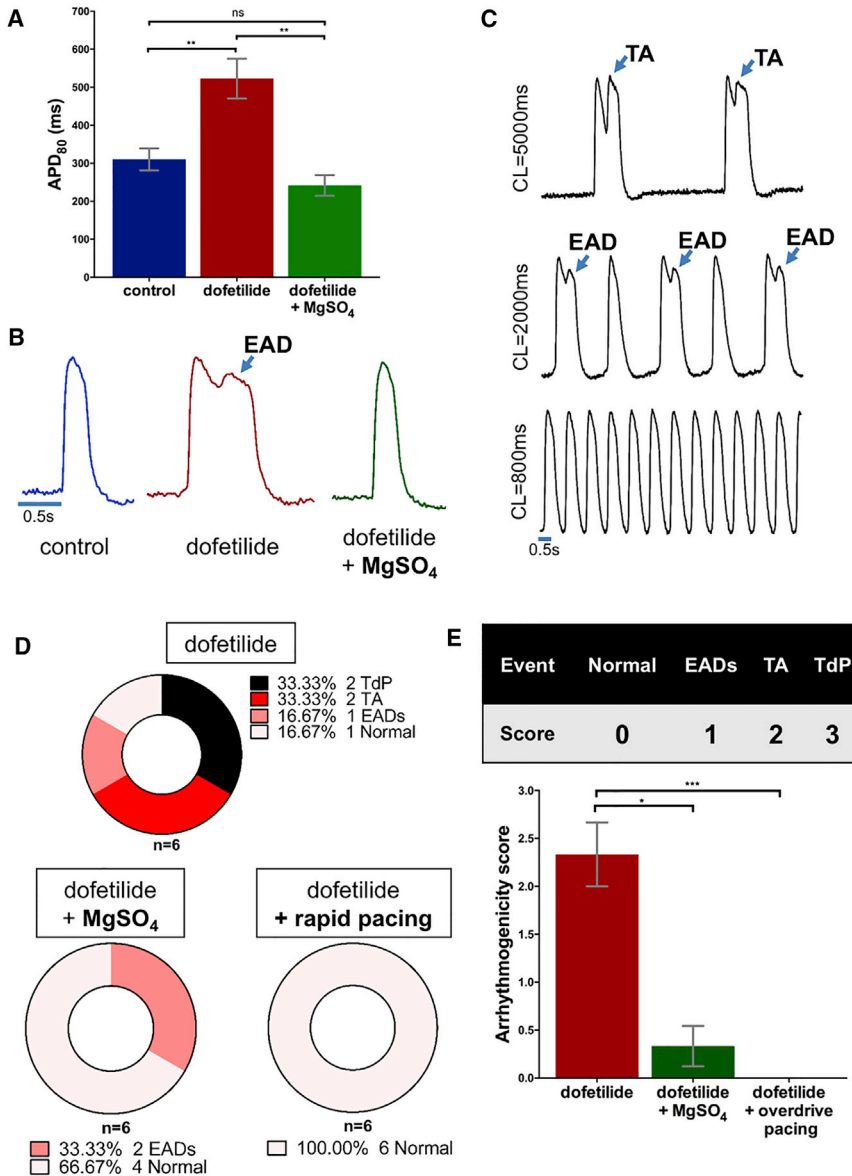 A
700
600
500
400
300
200
100
0
APD80 (ms)
ns
**
**
control
dofetilide
dofetilide
+ MgSO4
B
EAD
0.5s
control
dofetilide
dofetilide
+ MgSO4
C
CL=5000ms
TA
TA
CL=2000ms
EAD
EAD
EAD
CL=800ms
0.5s
D
dofetilide
33.33% 2 TdP
33.33% 2 TA
16.67% 1 EADs
16.67% 1 Normal
n=6
dofetilide
+ MgSO4
n=6
33.33% 2 EADs
66.67% 4 Normal
dofetilide
+ rapid pacing
n=6
100.00% 6 Normal
E
Event Normal EADs TA TdP
Score 0 1 2 3
3.0
2.5
2.0
1.5
1.0
0.5
0.0
Arrhythmogenicity score
***
*
dofetilide
dofetilide
+ MgSO4
dofetilide
+ overdrive
pacing